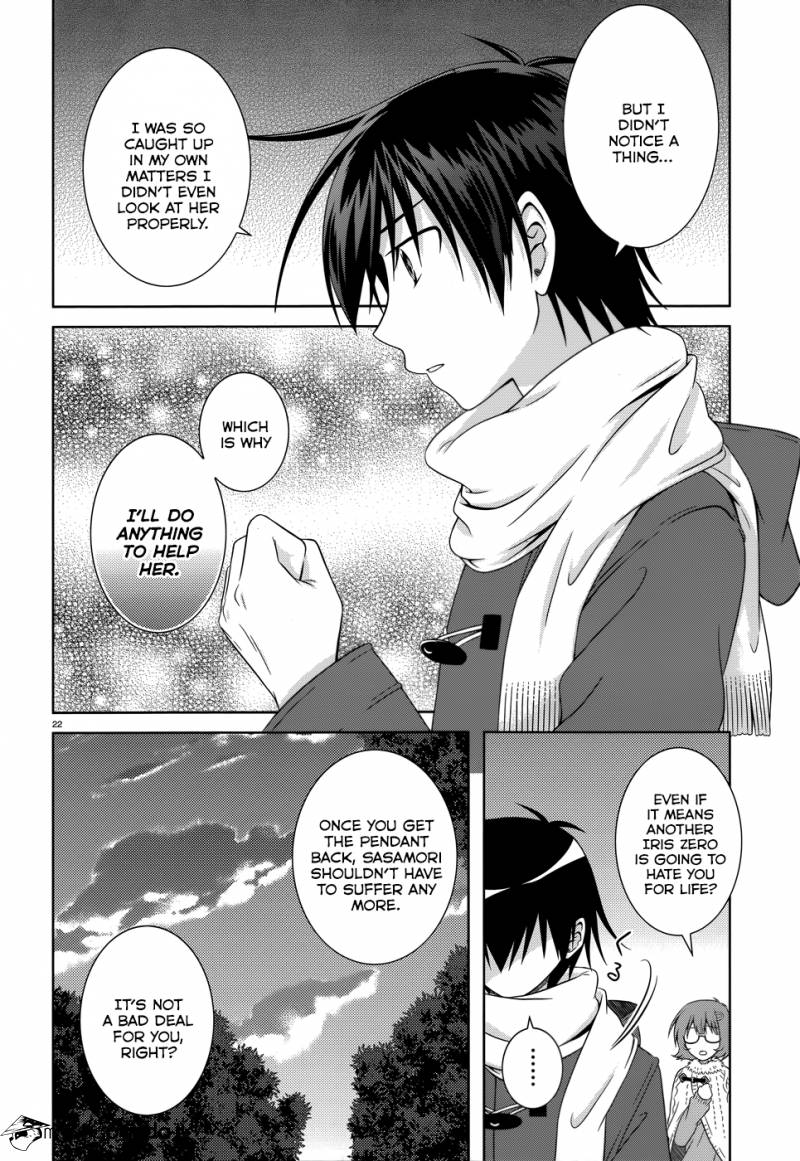 BUT I
DIDN'T
NOTICE A
THING...
I WAS SO
CAUGHT UP
IN MY OWN
MATTERS I
DIDN'T EVEN
LOOK AT HER
PROPERLY.
WHICH
IS WHY
I'LL DO
ANYTHING
TO HELP
HER.
22
EVEN IF
IT MEANS
ANOTHER
IRIS ZERO
IS GOING TO
HATE YOU
FOR LIFE?
く
......
ONCE YOU GET
THE PENDANT
BACK, SASAMORI
SHOULDN'T HAVE
TO SUFFER ANY
MORE.
IT'S NOT
A BAD DEAL
FOR YOU,
RIGHT?